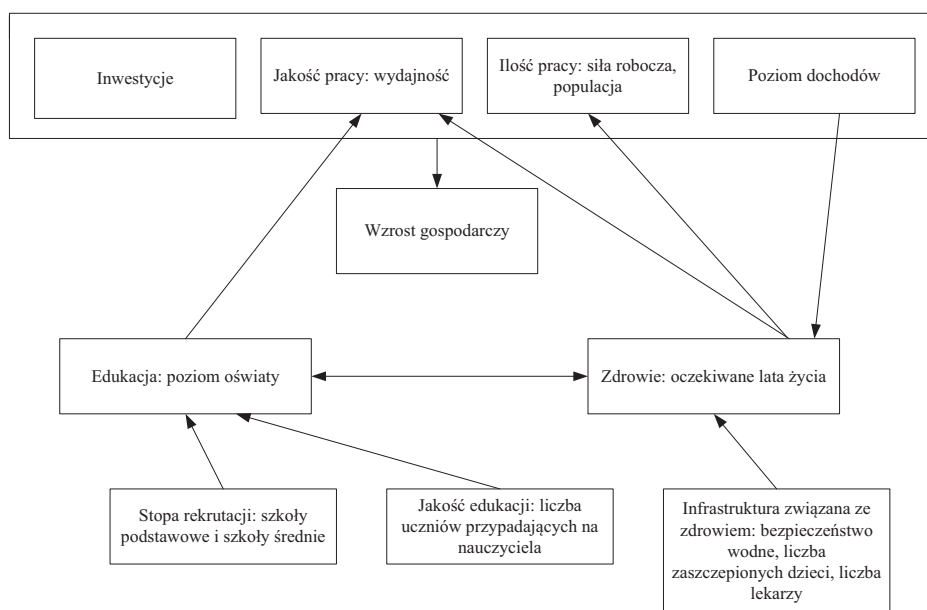 Inwestycje
Jakość pracy: wydajność
Ilość pracy: siła robocza,
populacja
Poziom dochodów
Wzrost gospodarczy
Edukacja: poziom oświaty
Zdrowie: oczekiwane lata życia
Stopa rekrutacji: szkoły
podstawowe i szkoły średnie
Jakość edukacji: liczba
uczniów przypadających na
nauczyciela
Infrastruktura związana ze
zdrowiem: bezpieczeństwo
wodne, liczba
zaszczepionych dzieci, liczba
lekarzy